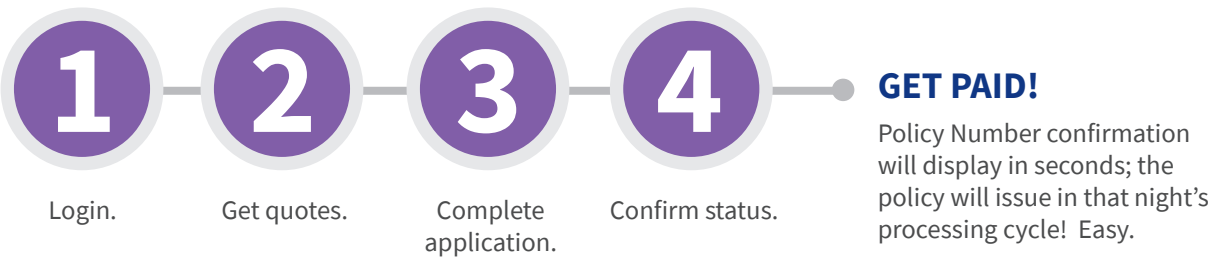 1
2
3
4
Login.
Get quotes.
Complete
application.
Confirm status.
GET PAID!
Policy Number confirmation
will display in seconds; the
policy will issue in that night’s
processing cycle!  Easy.